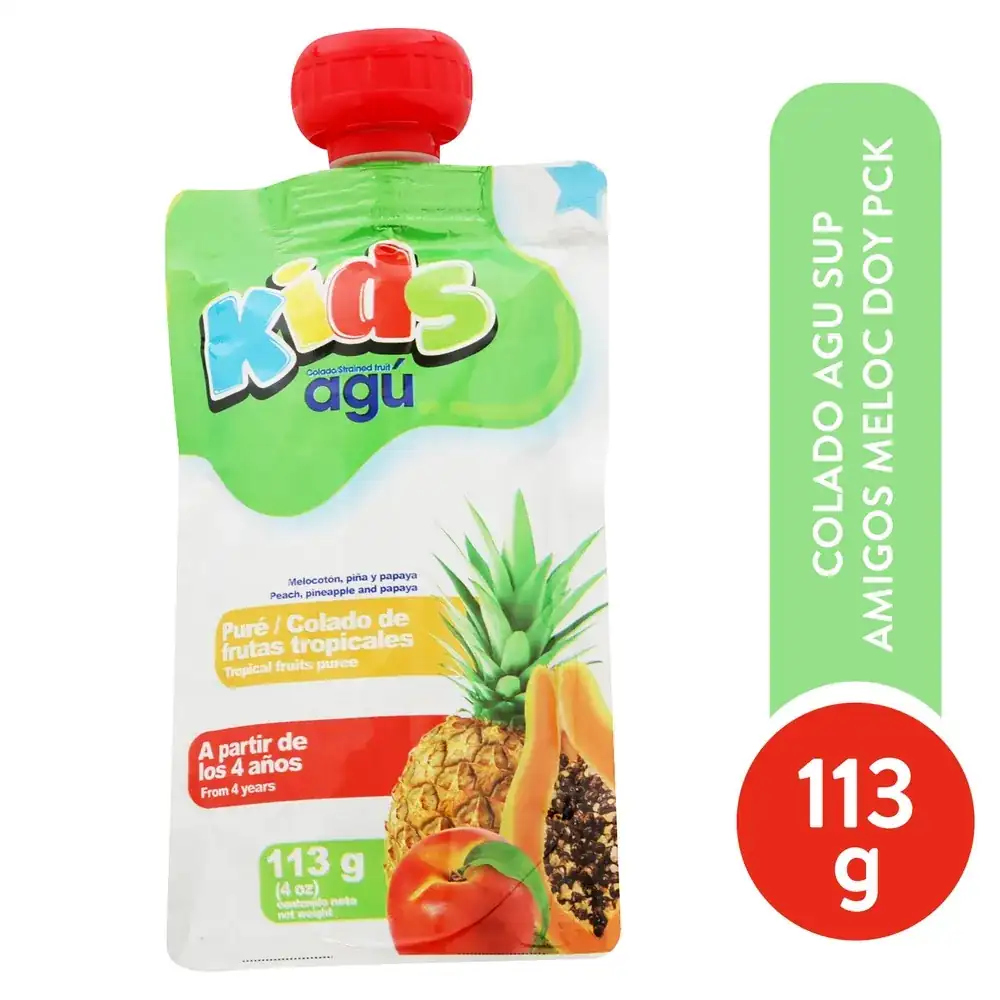 Kids
Colado/Strained fruit
agú
Melocotón, piña y papaya
Peach, pineapple and papaya
Puré / Colado de
frutas tropicales
Tropical fruits puree
A partir de
los 4 años
From 4 years
113 g
(4 oz)
contenido neto
net weight
COLADO AGU SUP
AMIGOS MELOC DOY PCK
113
g